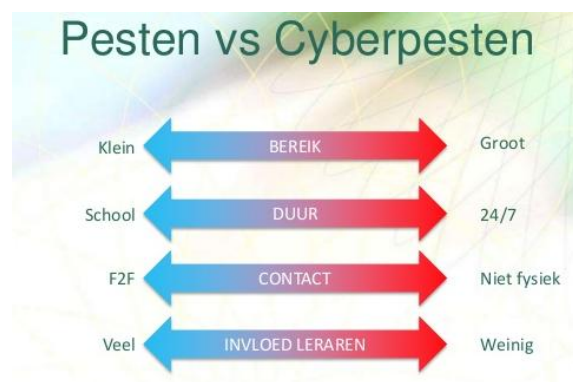 Pesten vs Cyberpesten
Klein BEREIK Groot
School DUUR 24/7
F2F CONTACT Niet fysiek
Veel INVLOED LERAREN Weinig